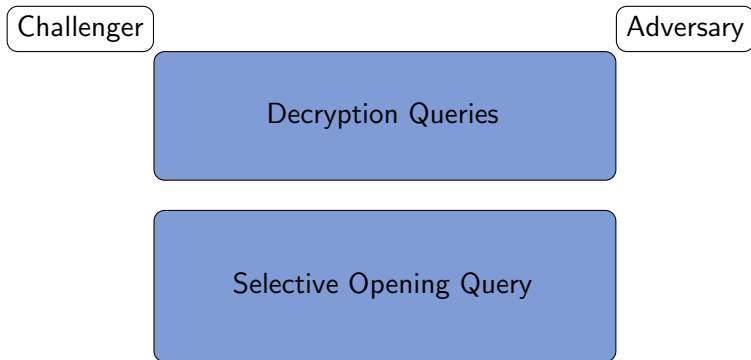 Challenger
Adversary
Decryption Queries
Selective Opening Query